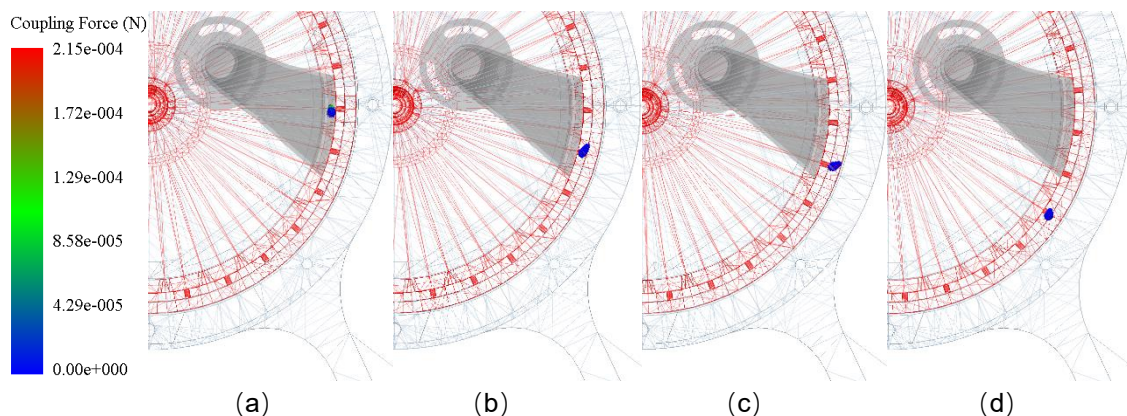 Coupling Force (N)
2.15e-004
1.72e-004
1.29e-004
8.58e-005
4.29e-005
0.00e+000
(a) (b) (c) (d)